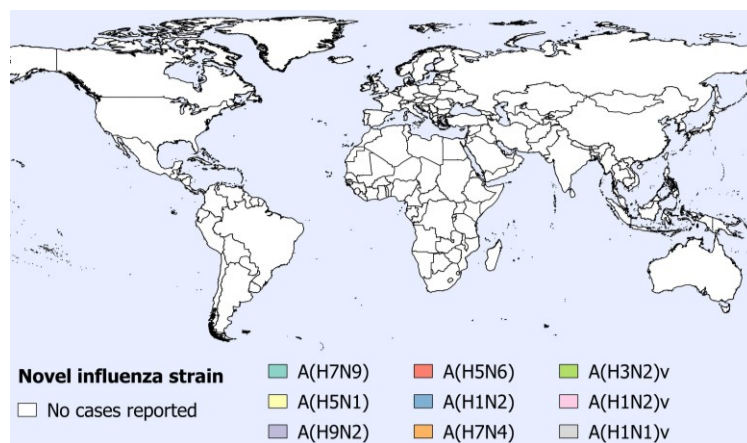 Novel influenza strain
No cases reported
A(H7N9)
A(H5N1)
A(H9N2)
A(H5N6)
A(H1N2)
A(H7N4)
A(H3N2)v
A(H1N2)v
A(H1N1)v